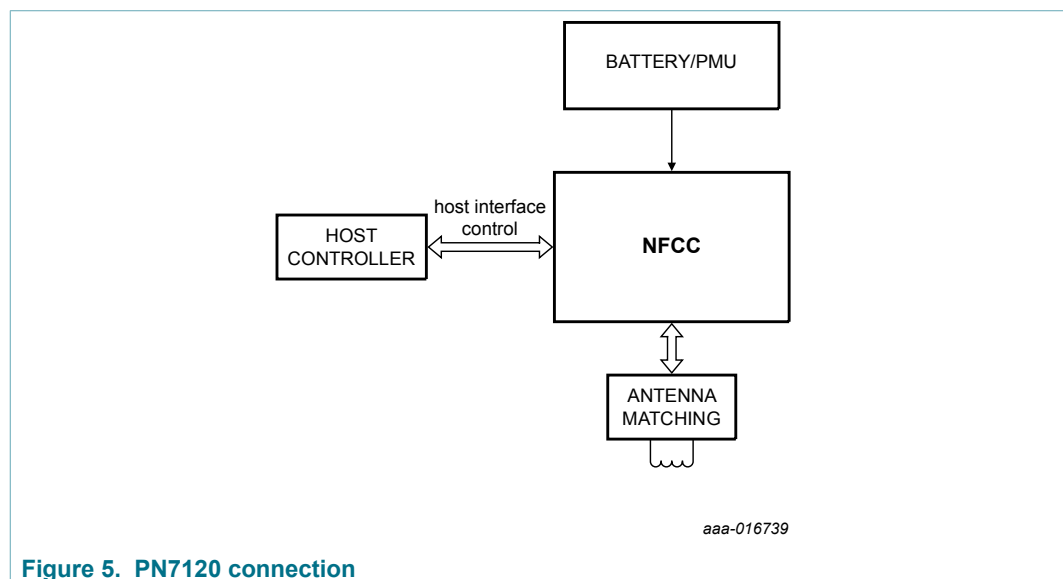 BATTERY/PMU
host interface
control
HOST
CONTROLLER
NFCC
ANTENNA
MATCHING
aaa-016739
Figure 5. PN7120 connection